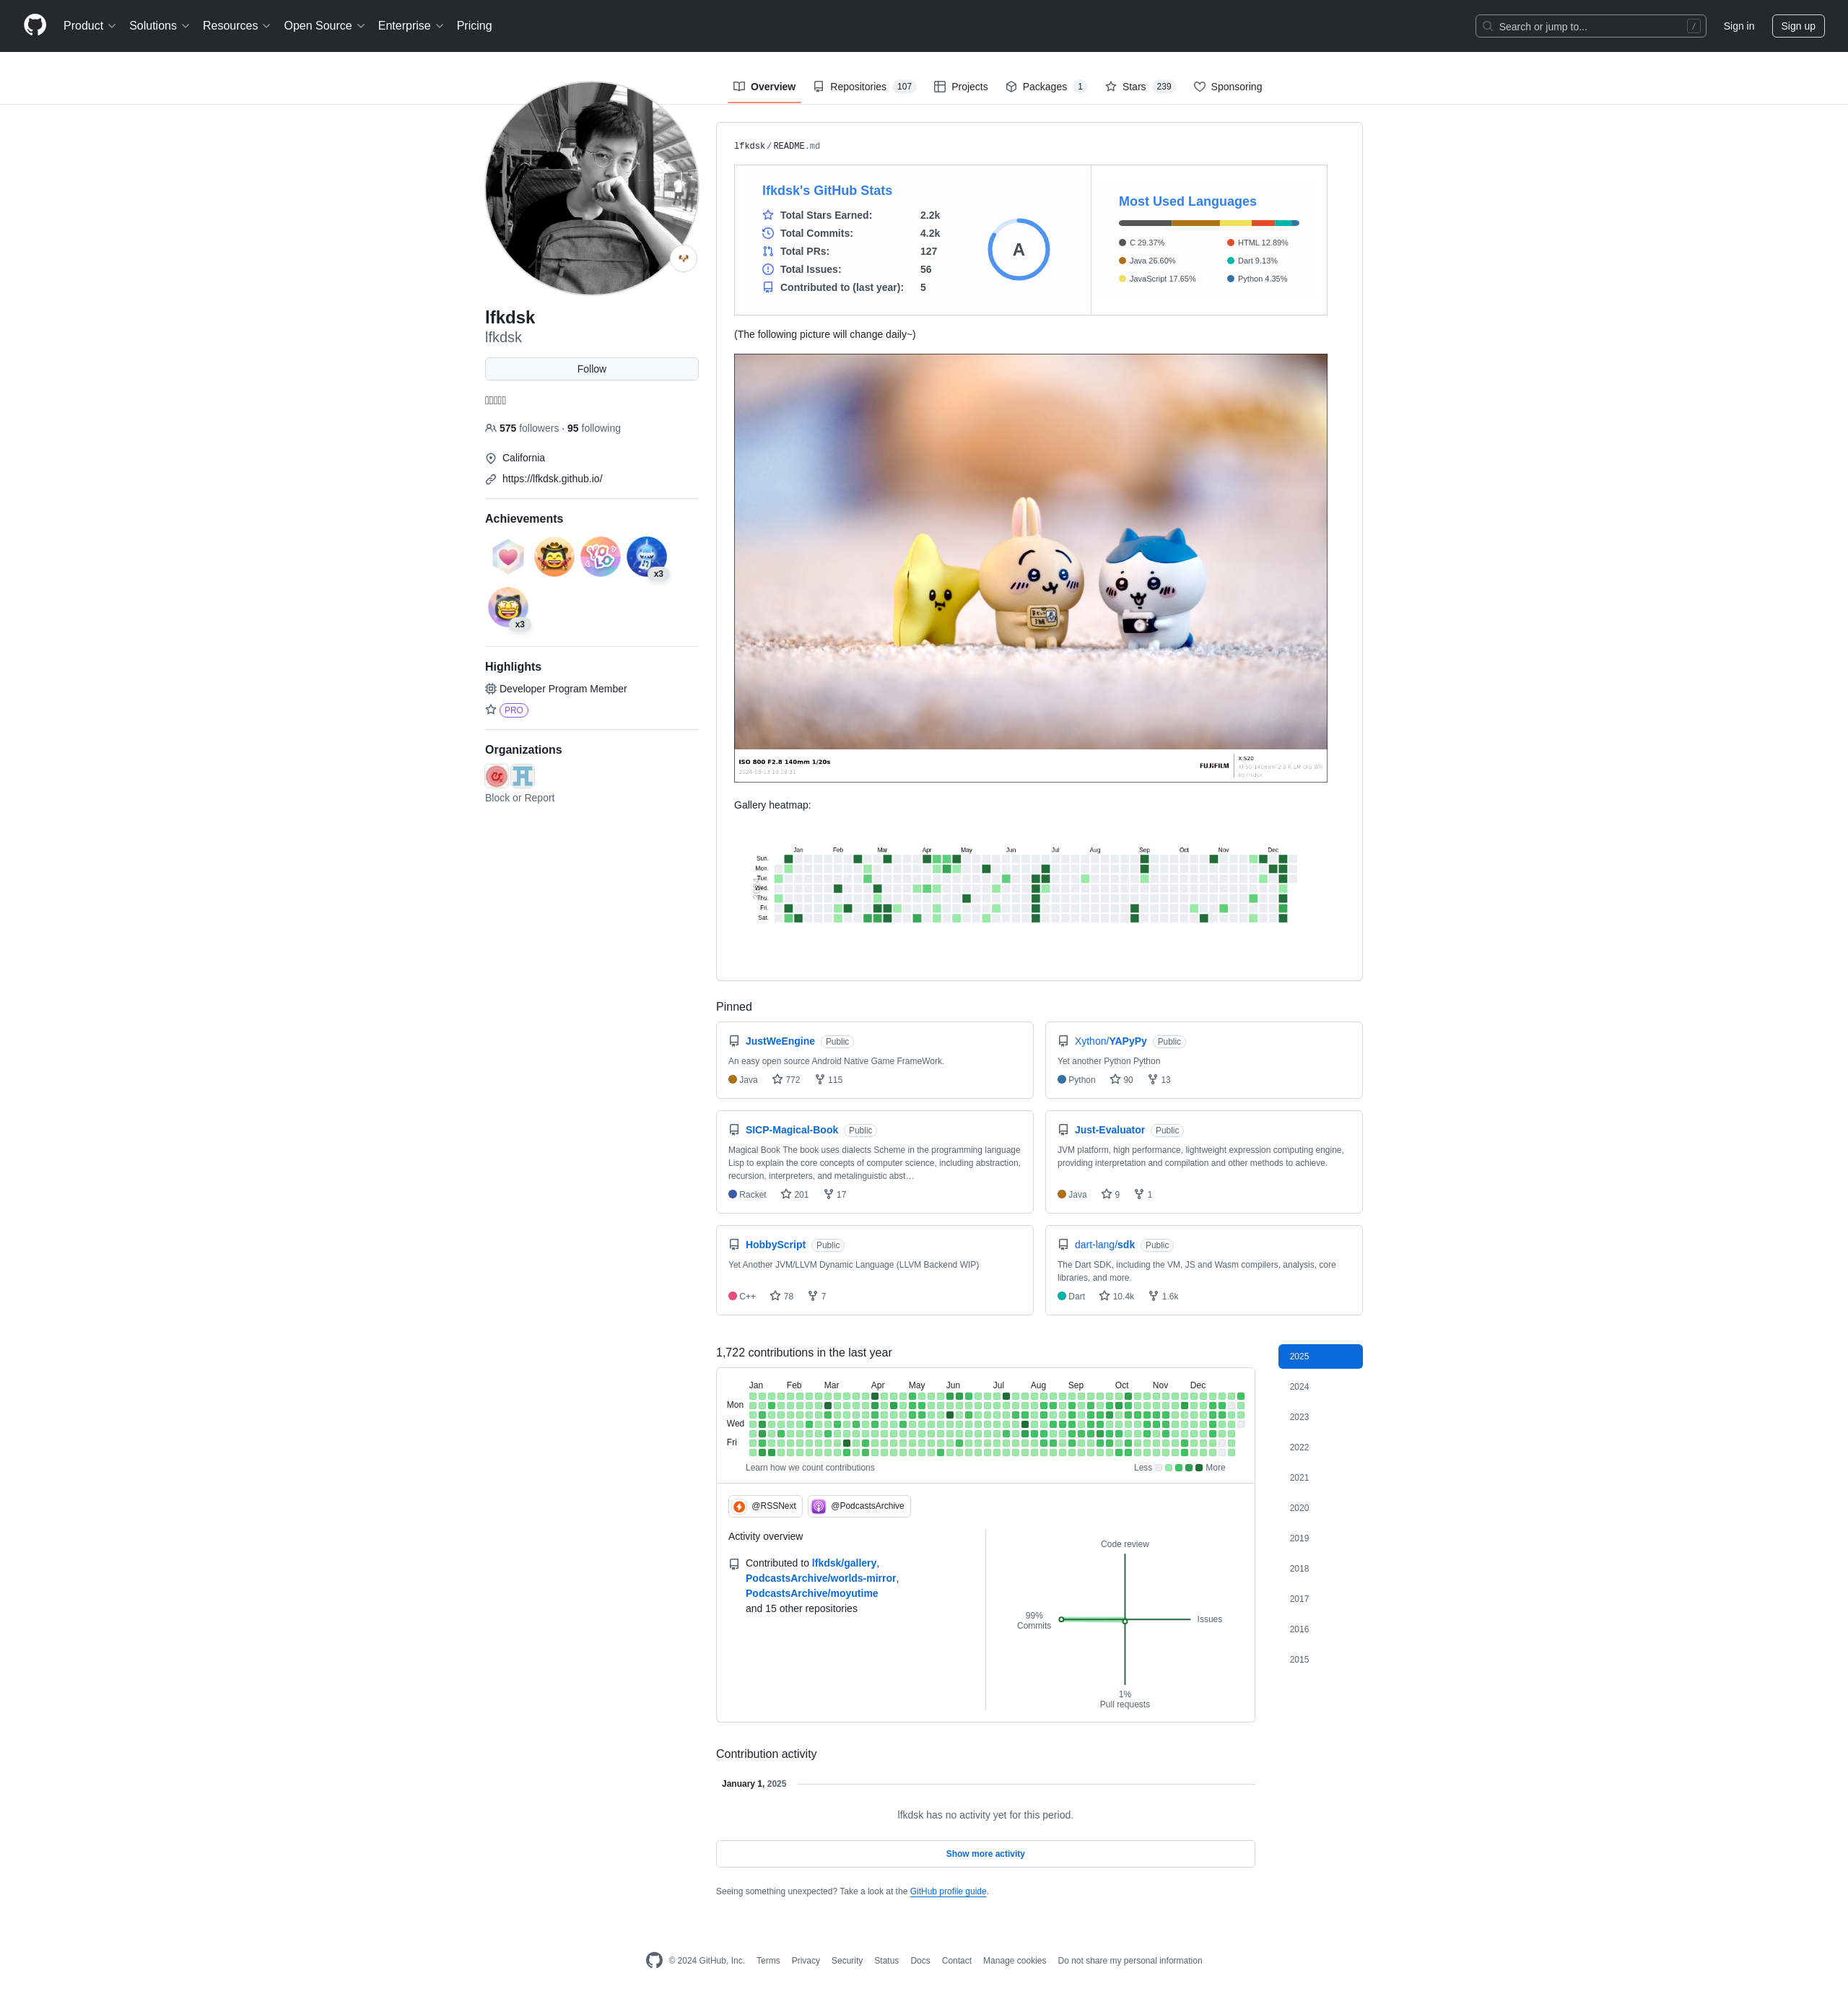 Product Solutions Resources Open Source Enterprise Pricing
Search or jump to... /
Sign in
Sign up
Overview
Repositories 107
Projects
Packages 1
Stars 239
Sponsoring
lfkdsk
lfkdsk
Follow
575 followers · 95 following
California
https://lfkdsk.github.io/
Achievements
YOLO
x3
x3
Highlights
Developer Program Member
PRO
Organizations
Block or Report
lfkdsk/README.md
lfkdsk's GitHub Stats
Total Stars Earned: 2.2k
Total Commits: 4.2k
Total PRs: 127
Total Issues: 56
Contributed to (last year): 5
A
Most Used Languages
C 29.37%
HTML 12.89%
Java 26.60%
Dart 9.13%
JavaScript 17.65%
Python 4.35%
(The following picture will change daily~)
ISO 800 F2.8 140mm 1/20s
FUJIFILM
X-S20
Gallery heatmap:
Jan Feb Mar Apr May Jun Jul Aug Sep Oct Nov Dec
Sun.
Mon.
Tue.
Wed.
Thu.
Fri.
Sat.
Pinned
JustWeEngine Public
An easy open source Android Native Game FrameWork.
Java 772 115
Xython/YAPyPy Public
Yet another Python Python
Python 90 13
SICP-Magical-Book Public
Magical Book The book uses dialects Scheme in the programming language
Lisp to explain the core concepts of computer science, including abstraction,
recursion, interpreters, and metalinguistic abst…
Racket 201 17
Just-Evaluator Public
JVM platform, high performance, lightweight expression computing engine,
providing interpretation and compilation and other methods to achieve.
Java 9 1
HobbyScript Public
Yet Another JVM/LLVM Dynamic Language (LLVM Backend WIP)
C++ 78 7
dart-lang/sdk Public
The Dart SDK, including the VM, JS and Wasm compilers, analysis, core
libraries, and more.
Dart 10.4k 1.6k
1,722 contributions in the last year
Jan Feb Mar Apr May Jun Jul Aug Sep Oct Nov Dec
Mon
Wed
Fri
Learn how we count contributions
Less More
@RSSNext
@PodcastsArchive
Activity overview
Contributed to lfkdsk/gallery,
PodcastsArchive/worlds-mirror,
PodcastsArchive/moyutime
and 15 other repositories
Code review
99%
Commits
Issues
1%
Pull requests
2025
2024
2023
2022
2021
2020
2019
2018
2017
2016
2015
Contribution activity
January 1, 2025
lfkdsk has no activity yet for this period.
Show more activity
Seeing something unexpected? Take a look at the GitHub profile guide.
© 2024 GitHub, Inc. Terms Privacy Security Status Docs Contact Manage cookies Do not share my personal information